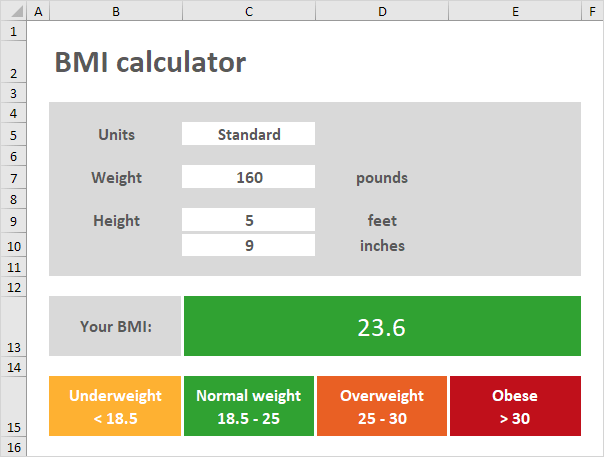 A B C D E F
1
2 BMI calculator
3
4
5 Units Standard
6
7 Weight 160 pounds
8
9 Height 5 feet
10 9 inches
11
12
13 Your BMI: 23.6
14
Underweight Normal weight Overweight Obese
15 < 18.5 18.5 - 25 25 - 30 > 30
16